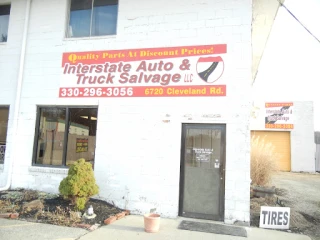 Quality Parts At Discount Prices!
Interstate Auto &
Truck Salvage LLC
330-296-3056
6720 Cleveland Rd.
TIRES